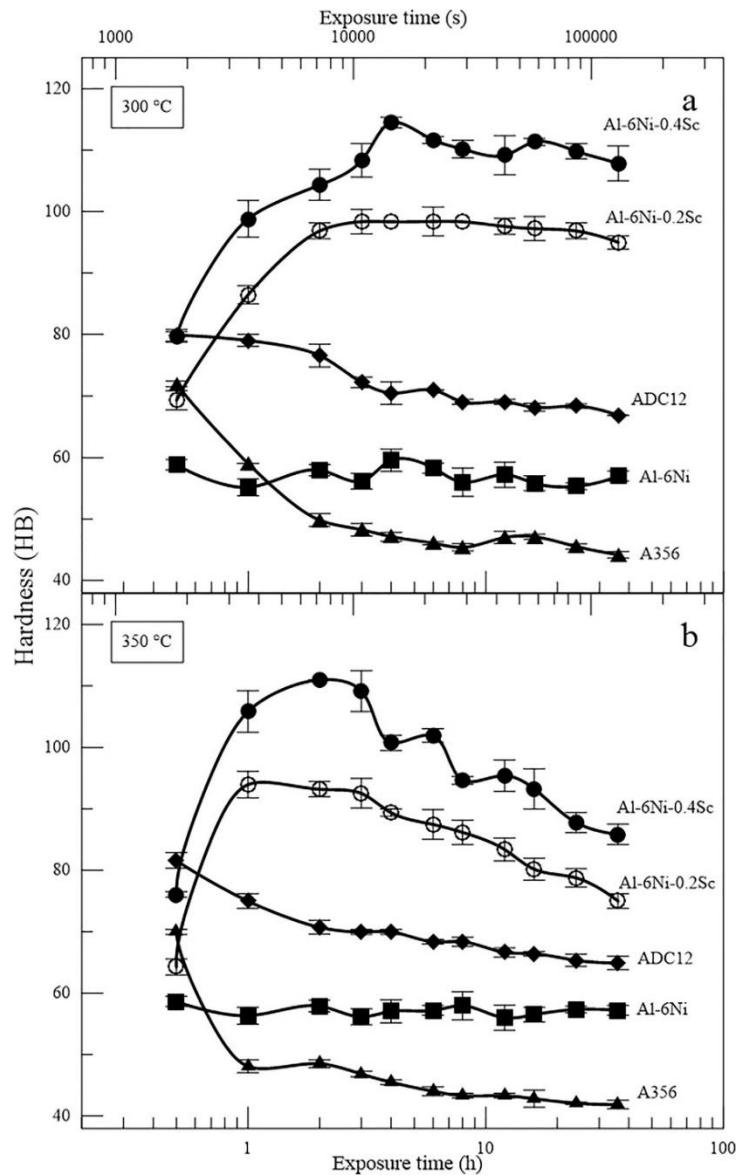 Exposure time (s)
1000 10000 100000
300 °C
a
120
100
80
60
40
Al-6Ni-0.4Sc
Al-6Ni-0.2Sc
ADC12
Al-6Ni
A356
Hardness (HB)
350 °C
b
120
100
80
60
40
Al-6Ni-0.4Sc
Al-6Ni-0.2Sc
ADC12
Al-6Ni
A356
1 10 100
Exposure time (h)